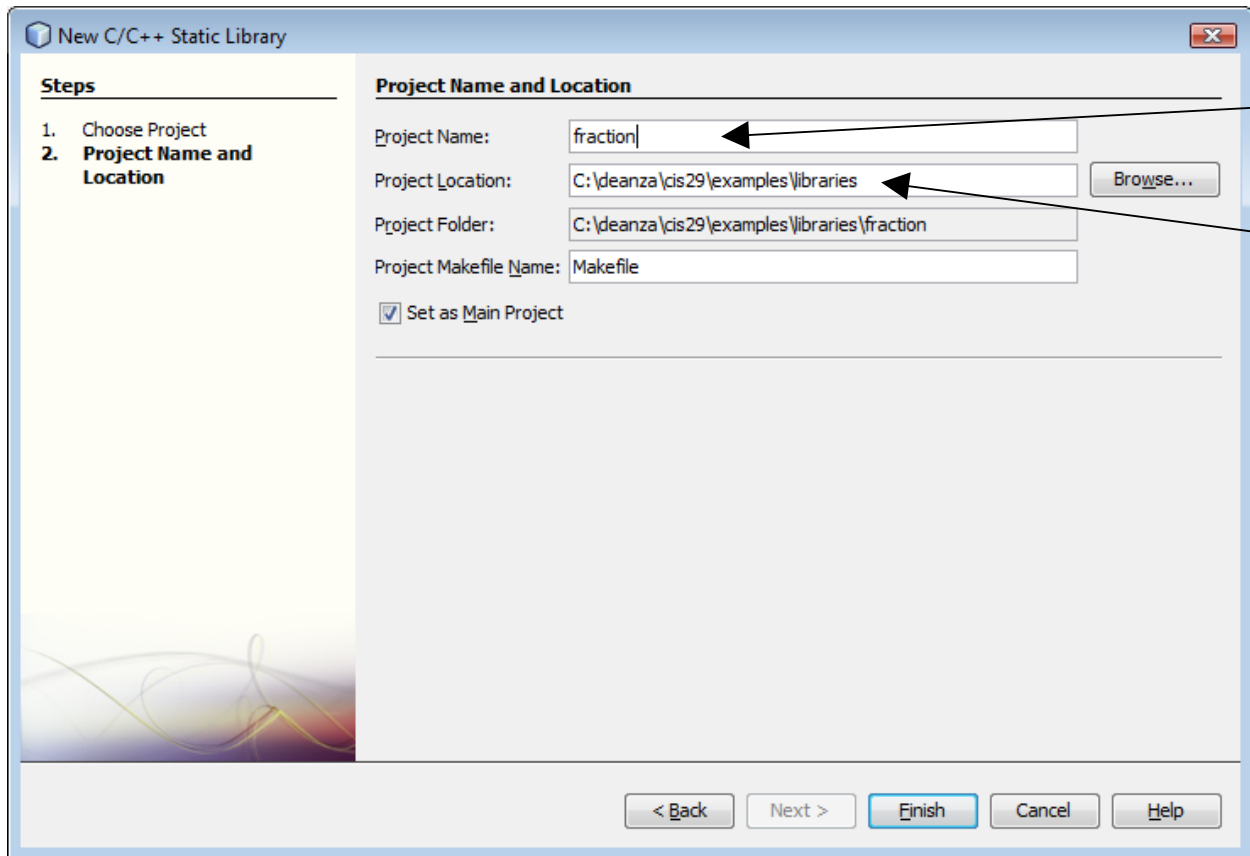 New C/C++ Static Library
Steps
1. Choose Project
2. Project Name and
Location
Project Name and Location
Project Name: fraction
Project Location: C:\deanza\cis29\examples\libraries Browse...
Project Folder: C:\deanza\cis29\examples\libraries\fraction
Project Makefile Name: Makefile
Set as Main Project
< Back Next > Finish Cancel Help